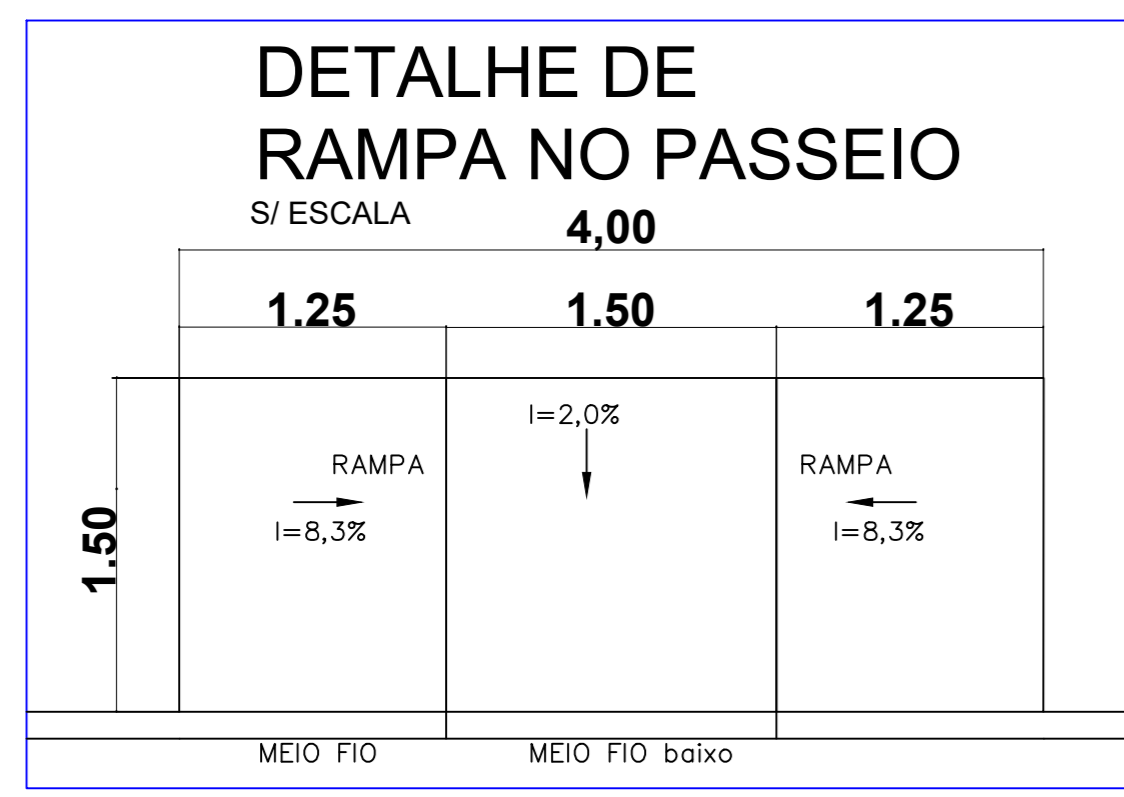 DETALHE DE
RAMPA NO PASSEIO
S/ ESCALA
4,00
1.25 1.50 1.25
I=2,0%
RAMPA RAMPA
I=8,3% I=8,3%
1.50
MEIO FIO MEIO FIO baixo